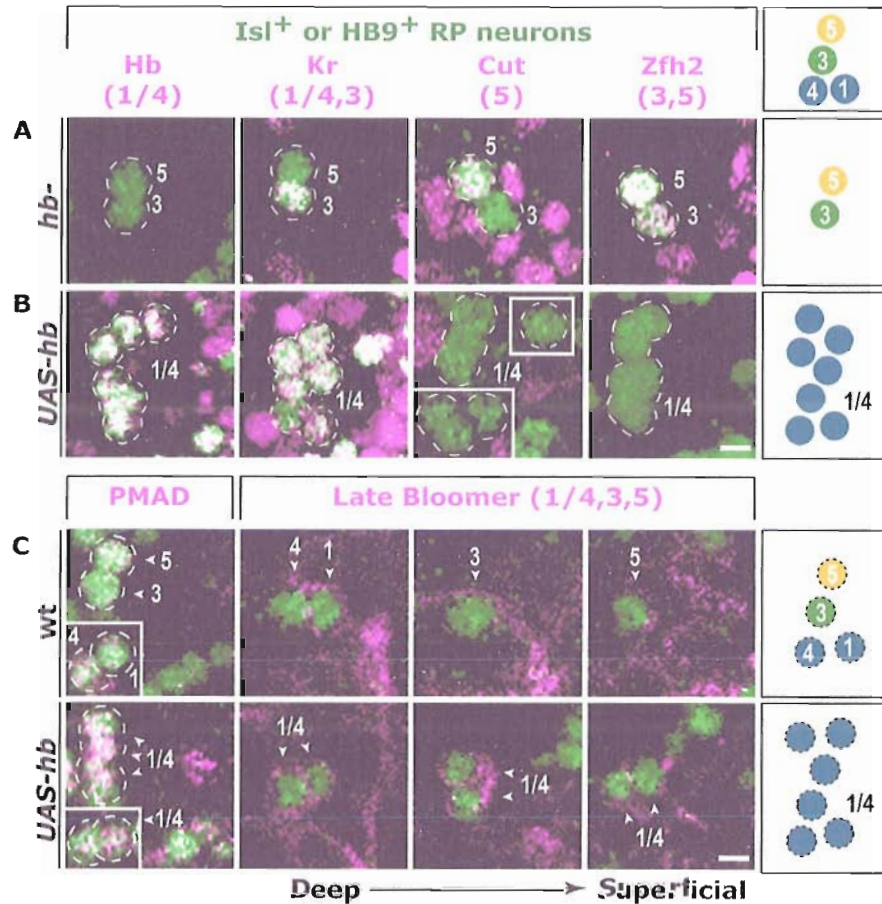 Isl+ or HB9+ RP neurons
Hb Kr Cut Zfh2
(1/4) (1/4,3) (5) (3,5)
5
3
4 1
A
hb-
5 3
5 3
5 3
5 3
5
3
B
UAS-hb
1/4
1/4
1/4
1/4
1/4
PMAD Late Bloomer (1/4,3,5)
C
wt
5
3
4
1
4 1
3
5
5
3
4 1
UAS-hb
1/4
1/4
1/4
1/4
1/4
1/4
Deep Superficial